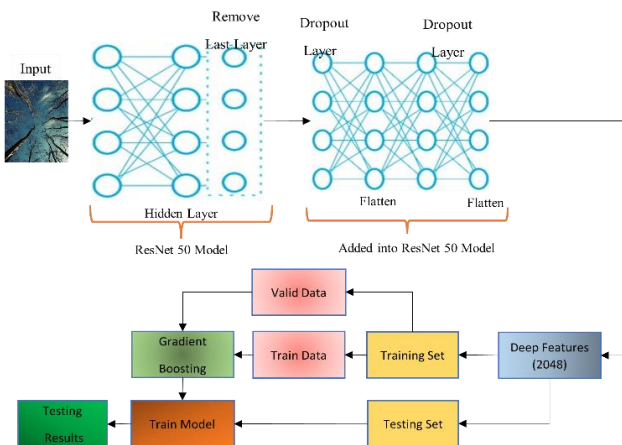 Remove
Last Layer
Dropout
Layer
Dropout
Layer
Input
Hidden Layer
Flatten
Flatten
ResNet 50 Model
Added into ResNet 50 Model
Valid Data
Gradient
Boosting
Train Data
Training Set
Deep Features
(2048)
Testing
Results
Train Model
Testing Set